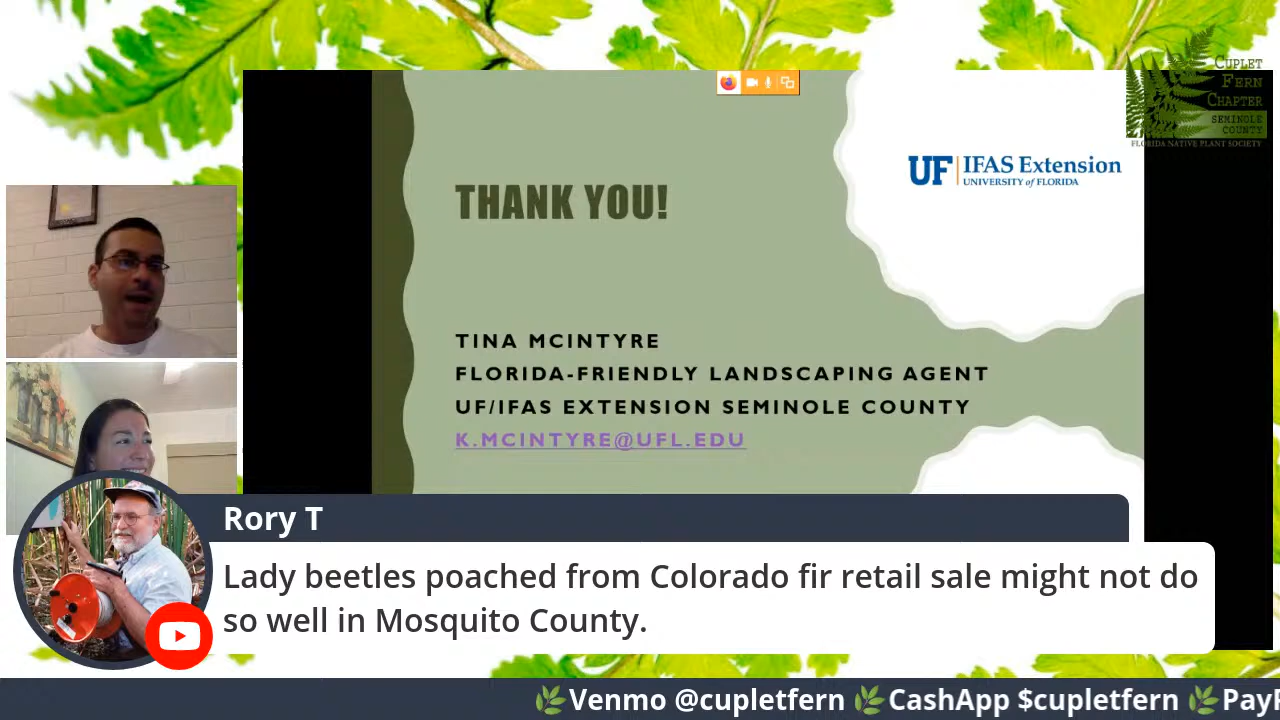 CUPLET
FERN
CHAPTER
SEMINOLE
COUNTY
FLORIDA NATIVE PLANT SOCIETY
UF | IFAS Extension
UNIVERSITY of FLORIDA
THANK YOU!
TINA MCINTYRE
FLORIDA-FRIENDLY LANDSCAPING AGENT
UF/IFAS EXTENSION SEMINOLE COUNTY
K.MCINTYRE@UFL.EDU
Rory T
Lady beetles poached from Colorado fir retail sale might not do
so well in Mosquito County.
Venmo @cupletfern CashApp $cupletfern PayP